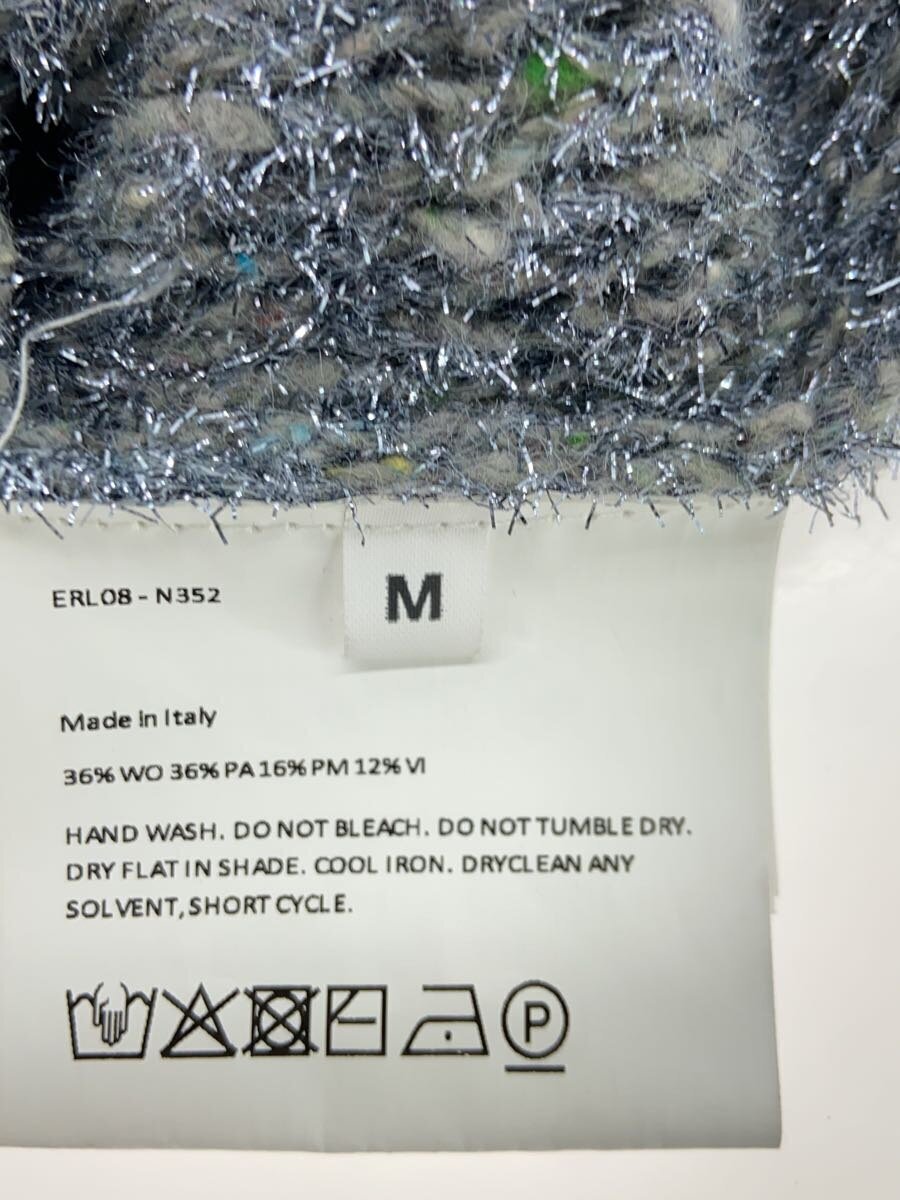 ERL08 - N352
M
Made in Italy
36% WO 36% PA 16% PM 12% VI
HAND WASH. DO NOT BLEACH. DO NOT TUMBLE DRY.
DRY FLAT IN SHADE. COOL IRON. DRYCLEAN ANY
SOLVENT, SHORT CYCLE.
P